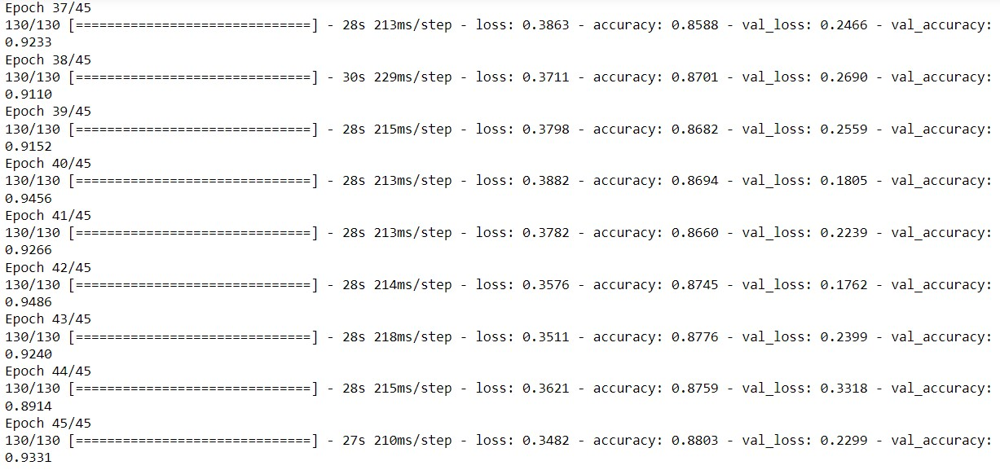 Epoch 37/45
130/130 [==============================] - 28s 213ms/step - loss: 0.3863 - accuracy: 0.8588 - val_loss: 0.2466 - val_accuracy:
0.9233
Epoch 38/45
130/130 [==============================] - 30s 229ms/step - loss: 0.3711 - accuracy: 0.8701 - val_loss: 0.2690 - val_accuracy:
0.9110
Epoch 39/45
130/130 [==============================] - 28s 215ms/step - loss: 0.3798 - accuracy: 0.8682 - val_loss: 0.2559 - val_accuracy:
0.9152
Epoch 40/45
130/130 [==============================] - 28s 213ms/step - loss: 0.3882 - accuracy: 0.8694 - val_loss: 0.1805 - val_accuracy:
0.9456
Epoch 41/45
130/130 [==============================] - 28s 213ms/step - loss: 0.3782 - accuracy: 0.8660 - val_loss: 0.2239 - val_accuracy:
0.9266
Epoch 42/45
130/130 [==============================] - 28s 214ms/step - loss: 0.3576 - accuracy: 0.8745 - val_loss: 0.1762 - val_accuracy:
0.9486
Epoch 43/45
130/130 [==============================] - 28s 218ms/step - loss: 0.3511 - accuracy: 0.8776 - val_loss: 0.2399 - val_accuracy:
0.9240
Epoch 44/45
130/130 [==============================] - 28s 215ms/step - loss: 0.3621 - accuracy: 0.8759 - val_loss: 0.3318 - val_accuracy:
0.8914
Epoch 45/45
130/130 [==============================] - 27s 210ms/step - loss: 0.3482 - accuracy: 0.8803 - val_loss: 0.2299 - val_accuracy:
0.9331